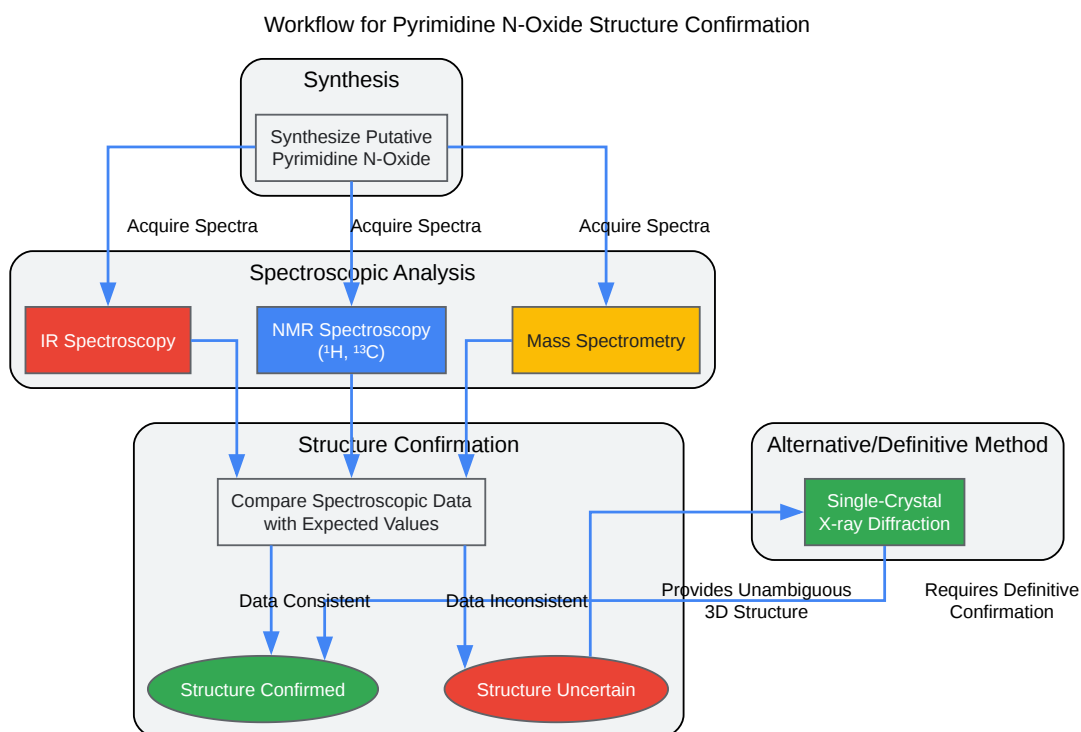 Workflow for Pyrimidine N-Oxide Structure Confirmation
Synthesis
Synthesize Putative
Pyrimidine N-Oxide
Acquire Spectra
Acquire Spectra
Acquire Spectra
Spectroscopic Analysis
IR Spectroscopy
NMR Spectroscopy
(¹H, ¹³C)
Mass Spectrometry
Structure Confirmation
Compare Spectroscopic Data
with Expected Values
Alternative/Definitive Method
Single-Crystal
X-ray Diffraction
Data Consistent
Data Inconsistent
Provides Unambiguous
3D Structure
Requires Definitive
Confirmation
Structure Confirmed
Structure Uncertain